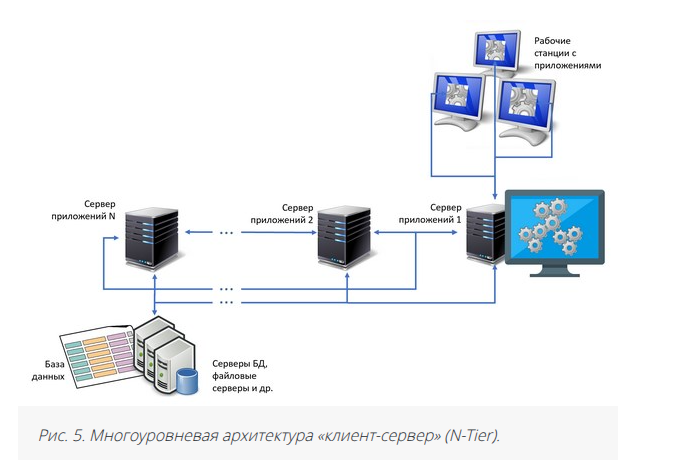 Рабочие
станции с
приложениями
Сервер
приложений N
Сервер
приложений 2
Сервер
приложений 1
База
данных
Серверы БД,
файловые
серверы и др.
Рис. 5. Многоуровневая архитектура «клиент-сервер» (N-Tier).